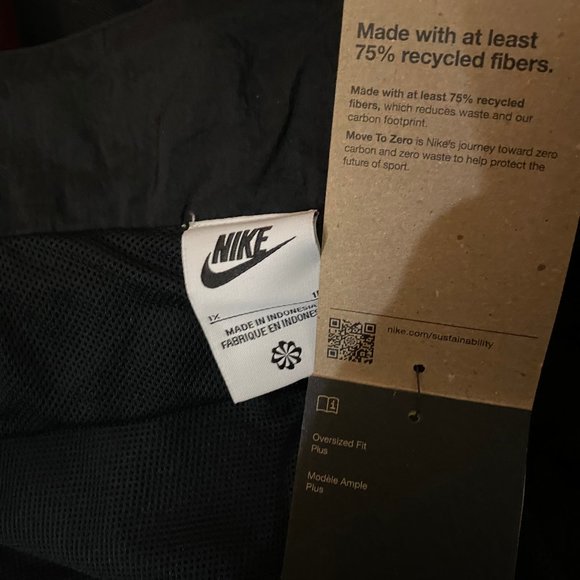 Made with at least
75% recycled fibers.
Made with at least 75% recycled
fibers, which reduces waste and our
carbon footprint.
Move To Zero is Nike's journey toward zero
carbon and zero waste to help protect the
future of sport.
NIKE
1X
MADE IN INDONESIA
FABRIQUE EN
nike.com/sustainability
Oversized Fit
Plus
Modèle Ample
Plus